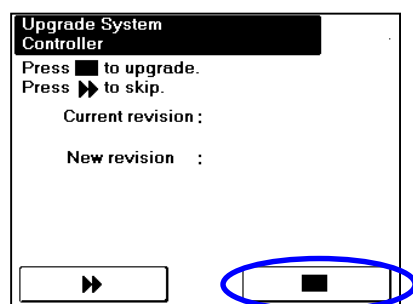 Upgrade System
Controller
Press ■ to upgrade.
Press ▶▶ to skip.
Current revision :
New revision :